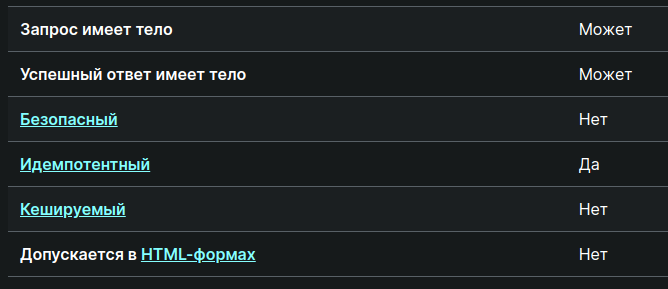 Запрос имеет тело Может
Успешный ответ имеет тело Может
Безопасный Нет
Идемпотентный Да
Кешируемый Нет
Допускается в HTML-формах Нет